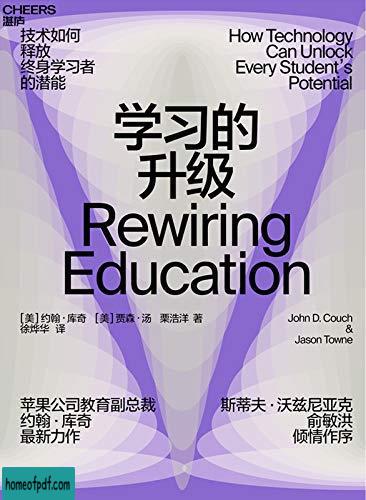 CHEERS
湛庐
技术如何
释放
终身学习者
的潜能
How Technology
Can Unlock
Every Student's
Potential
学习的
升级
Rewiring
Education
[美]约翰·库奇 [美]贾森·汤 栗浩洋 著
徐烨华 译
John D. Couch
&
Jason Towne
苹果公司教育副总裁
约翰·库奇
最新力作
斯蒂夫·沃兹尼亚克
俞敏洪
倾情作序
homeofpdf.com